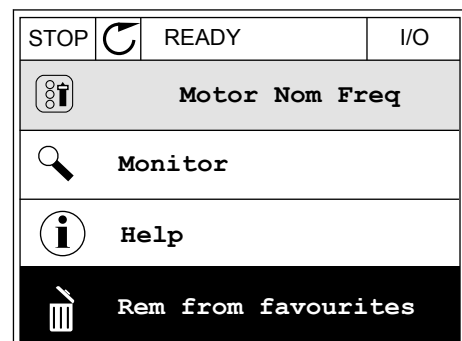 STOP READY I/O
Motor Nom Freq
Monitor
Help
Rem from favourites